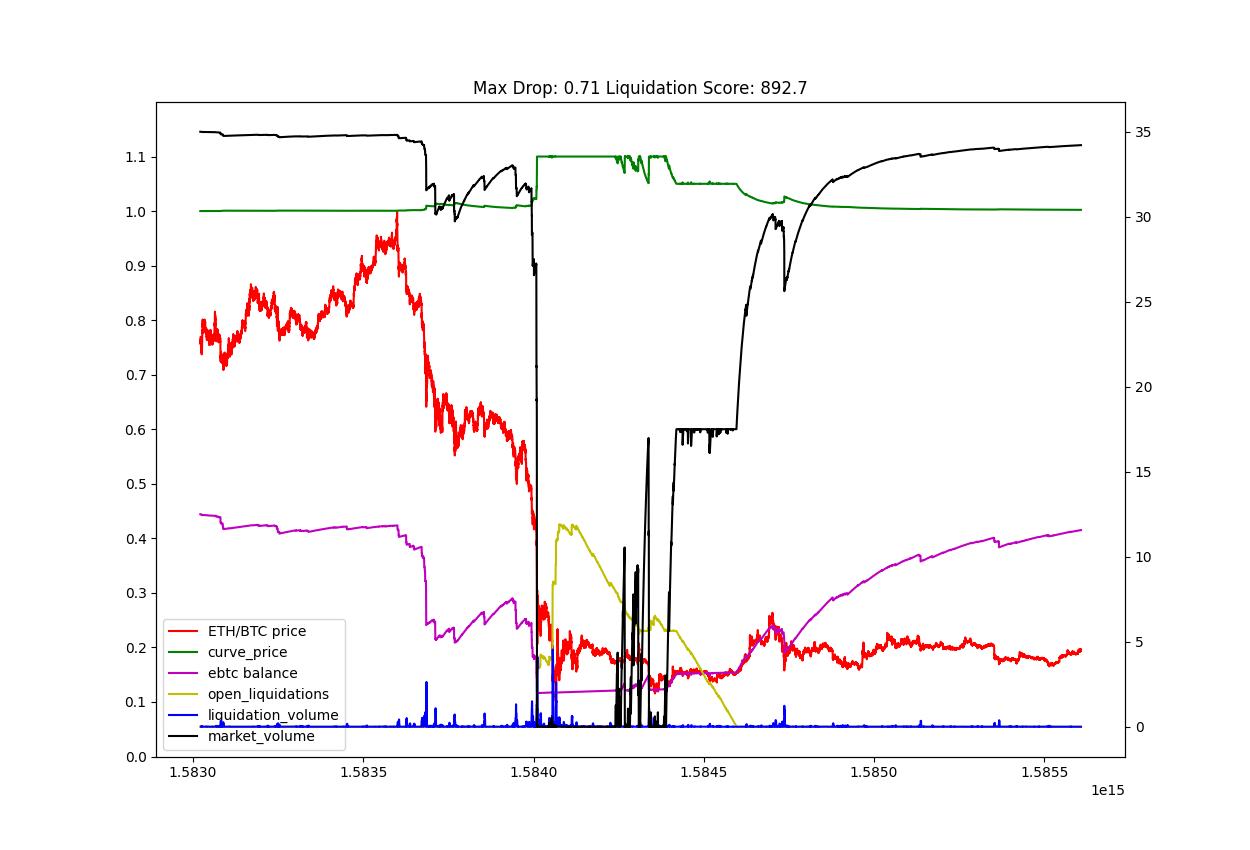 Max Drop: 0.71 Liquidation Score: 892.7
1.1
1.0
0.9
0.8
0.7
0.6
0.5
0.4
0.3
0.2
0.1
0.0
35
30
25
20
15
10
5
0
ETH/BTC price
curve_price
ebtc balance
open_liquidations
liquidation_volume
market_volume
1.5830 1.5835 1.5840 1.5845 1.5850 1.5855
1e15